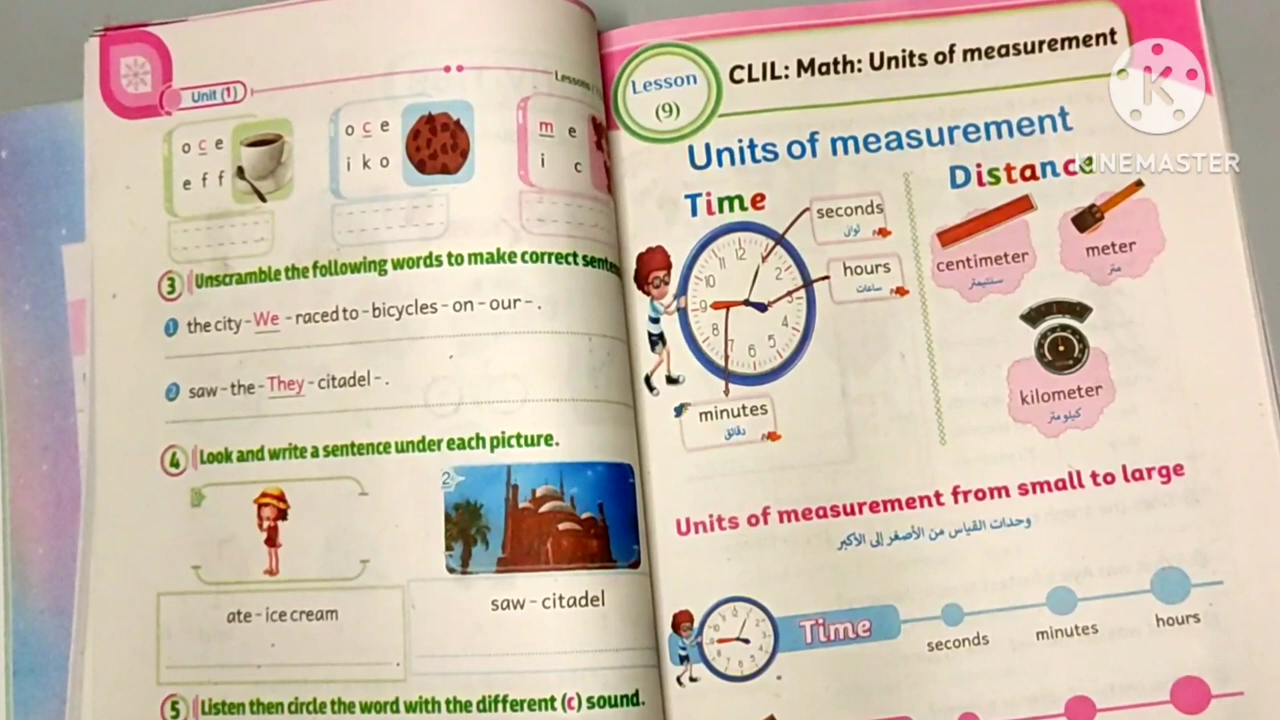 Unit (1)
Lessons
o c e
e f f
o c e
i k o
m e
i c
3 Unscramble the following words to make correct
1 the city - We - raced to - bicycles - on - our - .
2 saw - the - They - citadel - .
4 Look and write a sentence under each picture.
2
ate - ice cream
saw - citadel
5 Listen then circle the word with the different (c) sound.
Lesson
(9)
CLIL: Math: Units of measurement
Units of measurement
Time
seconds
ثوانى
hours
ساعات
minutes
دقائق
12
11
10
9
8
7
6
5
4
3
2
Distance
centimeter
سنتيمتر
meter
متر
kilometer
كيلو متر
Units of measurement from small to large
وحدات القياس من الأصغر إلى الأكبر
Time
seconds
minutes
hours
K
KINEMASTER